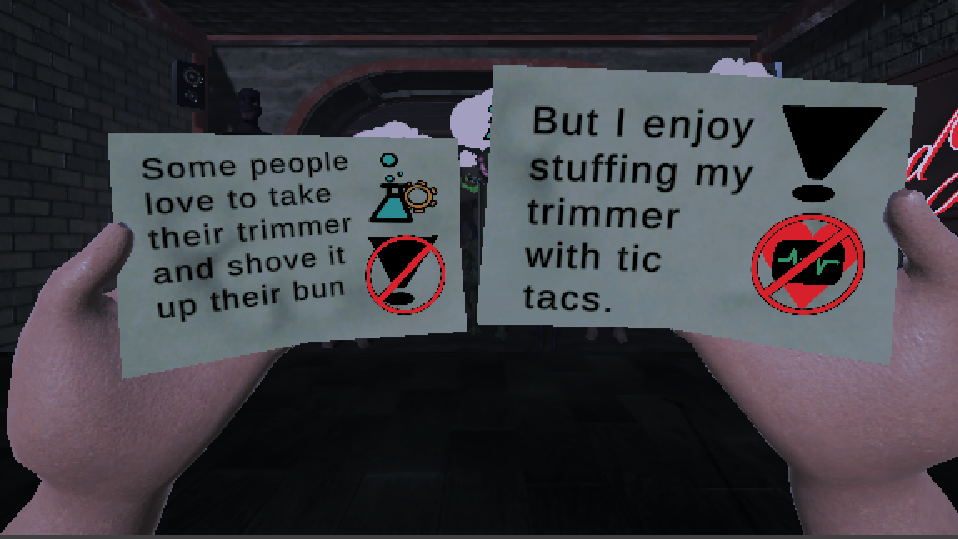 Some people
love to take
their trimmer
and shove it
up their bun
But I enjoy
stuffing my
trimmer
with tic
tacs.